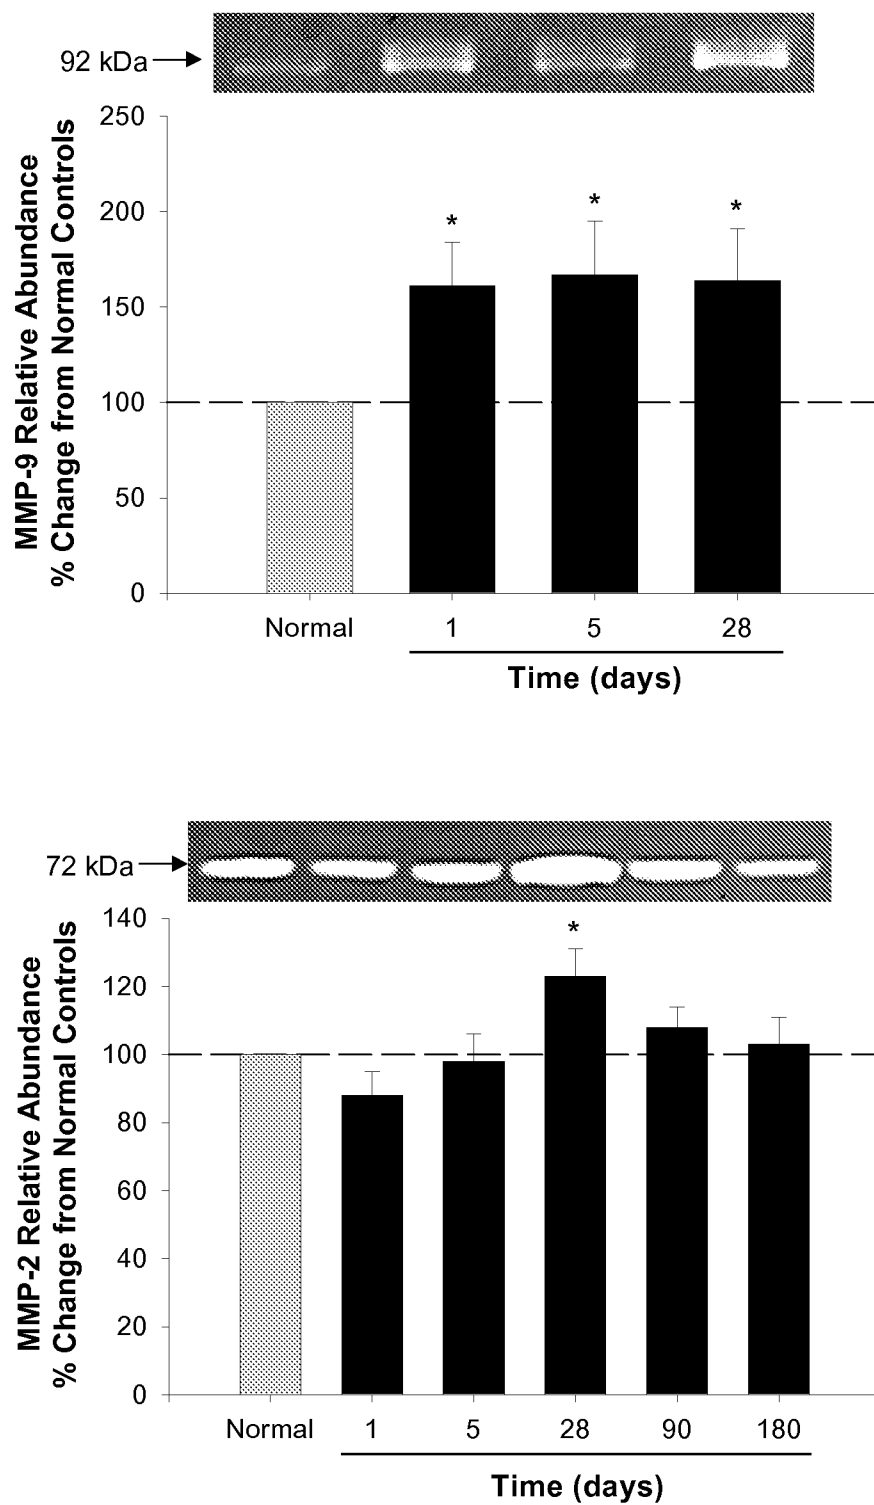 92 kDa
MMP-9 Relative Abundance
% Change from Normal Controls
250
200
150
100
50
0
* * *
Normal 1 5 28
Time (days)
72 kDa
MMP-2 Relative Abundance
% Change from Normal Controls
140
120
100
80
60
40
20
0
*
Normal 1 5 28 90 180
Time (days)